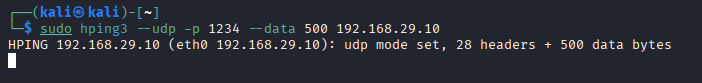 ┌──(kali㉿kali)-[~]
└─$ sudo hping3 --udp -p 1234 --data 500 192.168.29.10
HPING 192.168.29.10 (eth0 192.168.29.10): udp mode set, 28 headers + 500 data bytes